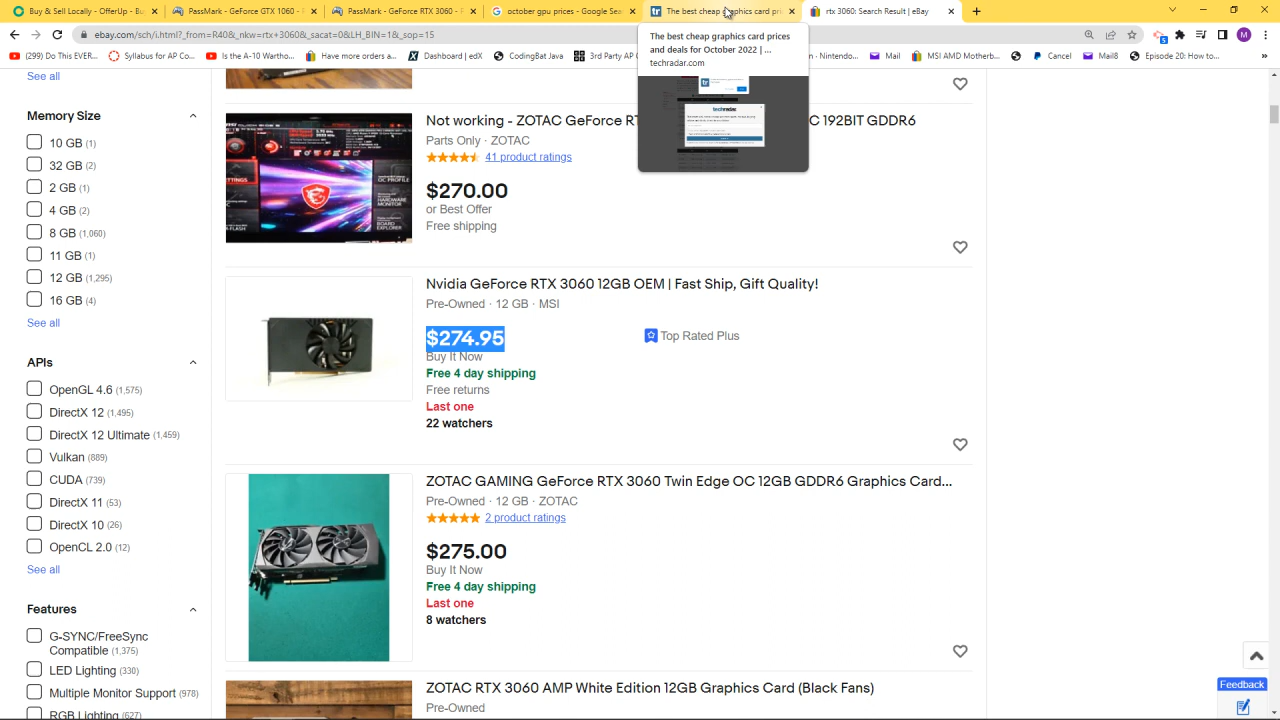 Buy & Sell Locally - OfferUp - Bu
PassMark - GeForce GTX 1060 - P
PassMark - GeForce RTX 3060 - P
october gpu prices - Google Sear
The best cheap graphics card pri
rtx 3060: Search Result | eBay
ebay.com/sch/i.html?_from=R40&_nkw=rtx+3060&_sacat=0&LH_BIN=1&_sop=15
M
(299) Do This EVER...
Syllabus for AP Co...
Is the A-10 Wartho...
Have more orders a...
Dashboard | edX
CodingBat Java
3rd Party AP
- Nintendo...
Mail
MSI AMD Motherb...
Cancel
Mail8
Episode 20: How to...
The best cheap graphics card prices
and deals for October 2022 | ...
techradar.com
techradar
See all
Memory Size
2 GB (1)
8 GB (1,060)
11 GB (1)
12 GB (1,295)
16 GB (4)
See all
APIs
OpenGL 4.6 (1,575)
DirectX 12 (1,495)
DirectX 12 Ultimate (1,459)
Vulkan (889)
CUDA (739)
DirectX 11 (53)
DirectX 10 (26)
OpenCL 2.0 (12)
See all
Features
G-SYNC/FreeSync
Compatible (1,375)
LED Lighting (330)
Multiple Monitor Support (978)
RGB Lighting (627)
Not Working - ZOTAC GeForce RT
C 192BIT GDDR6
Parts Only · ZOTAC
41 product ratings
$270.00
or Best Offer
Free shipping
Nvidia GeForce RTX 3060 12GB OEM | Fast Ship, Gift Quality!
Pre-Owned · 12 GB · MSI
$274.95
Top Rated Plus
Buy It Now
Free 4 day shipping
Free returns
Last one
22 watchers
ZOTAC GAMING GeForce RTX 3060 Twin Edge OC 12GB GDDR6 Graphics Card...
Pre-Owned · 12 GB · ZOTAC
2 product ratings
$275.00
Buy It Now
Free 4 day shipping
Last one
8 watchers
ZOTAC RTX 3060 AMP White Edition 12GB Graphics Card (Black Fans)
Pre-Owned
Feedback